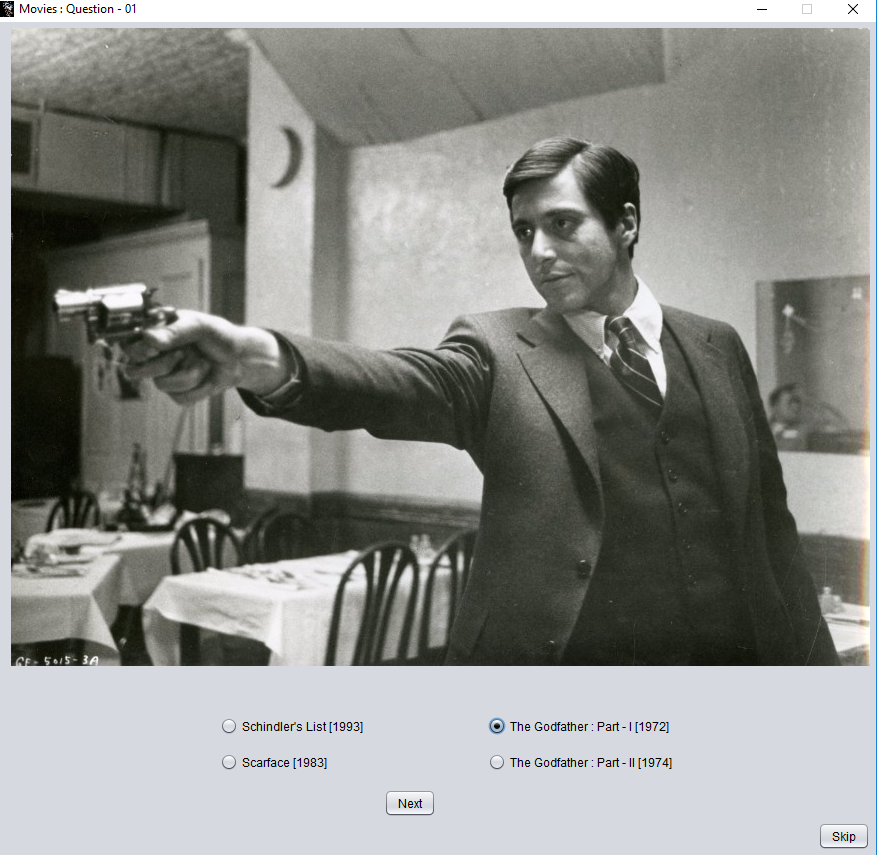 Movies : Question - 01
GF - 5015 - 3A
Schindler's List [1993]
The Godfather : Part - I [1972]
Scarface [1983]
The Godfather : Part - II [1974]
Next
Skip